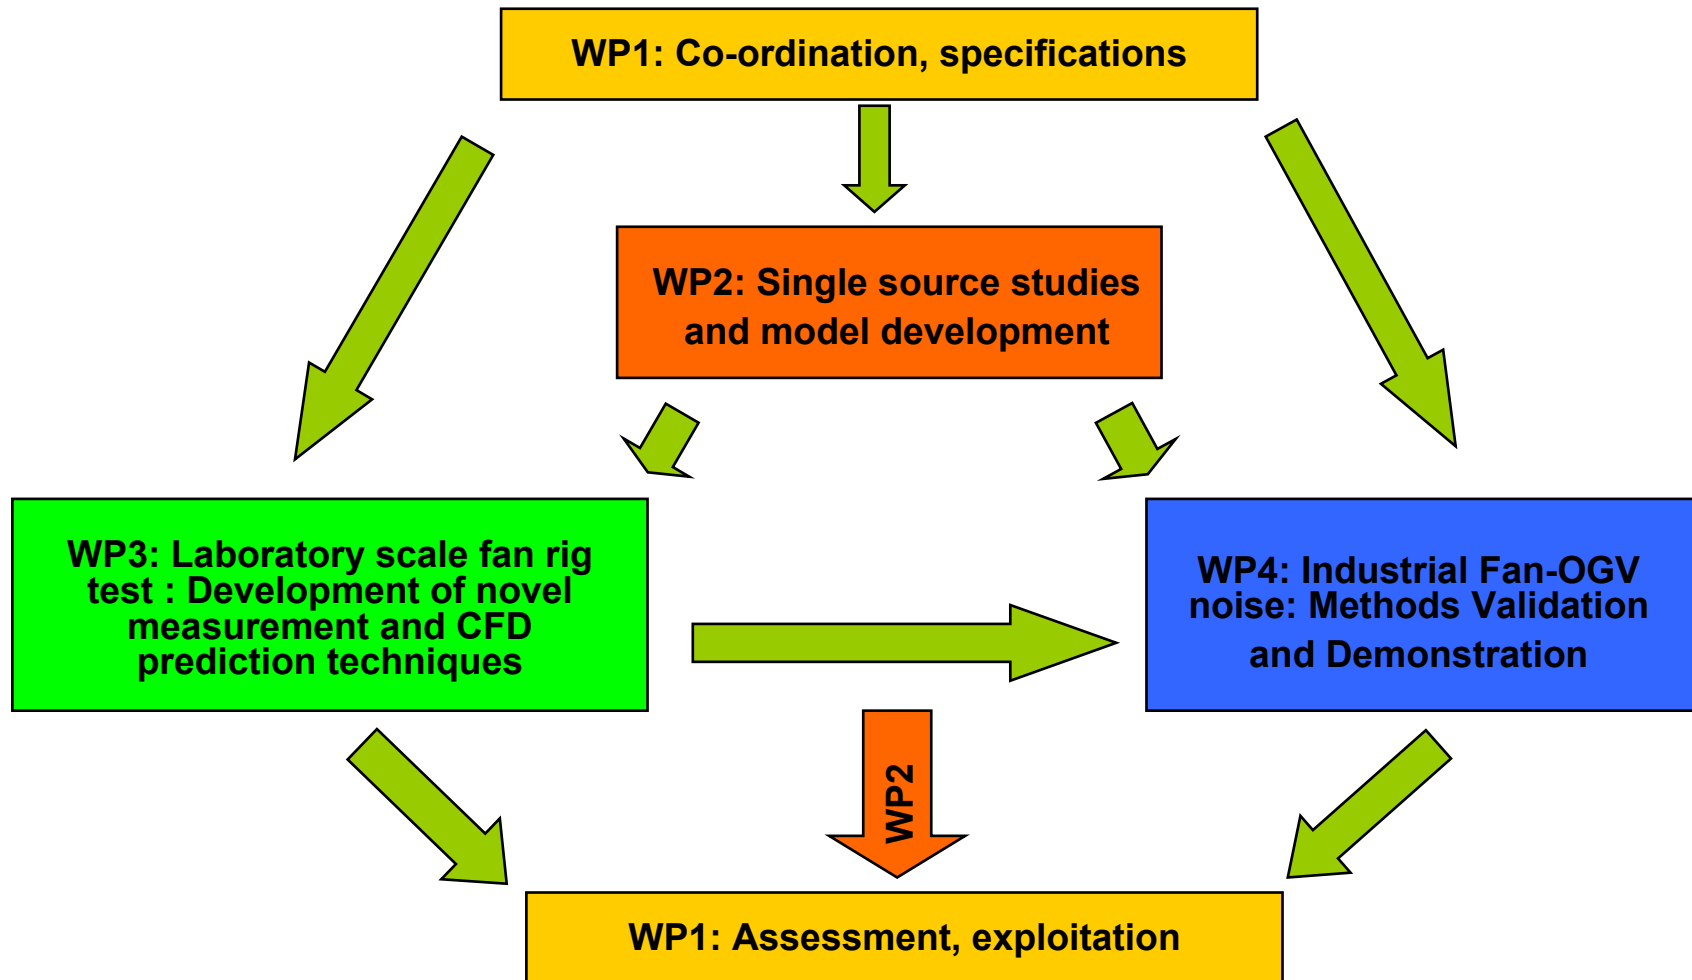 WP1: Co-ordination, specifications
WP2: Single source studies
and model development
WP3: Laboratory scale fan rig
test : Development of novel
measurement and CFD
prediction techniques
WP4: Industrial Fan-OGV
noise: Methods Validation
and Demonstration
WP2
WP1: Assessment, exploitation